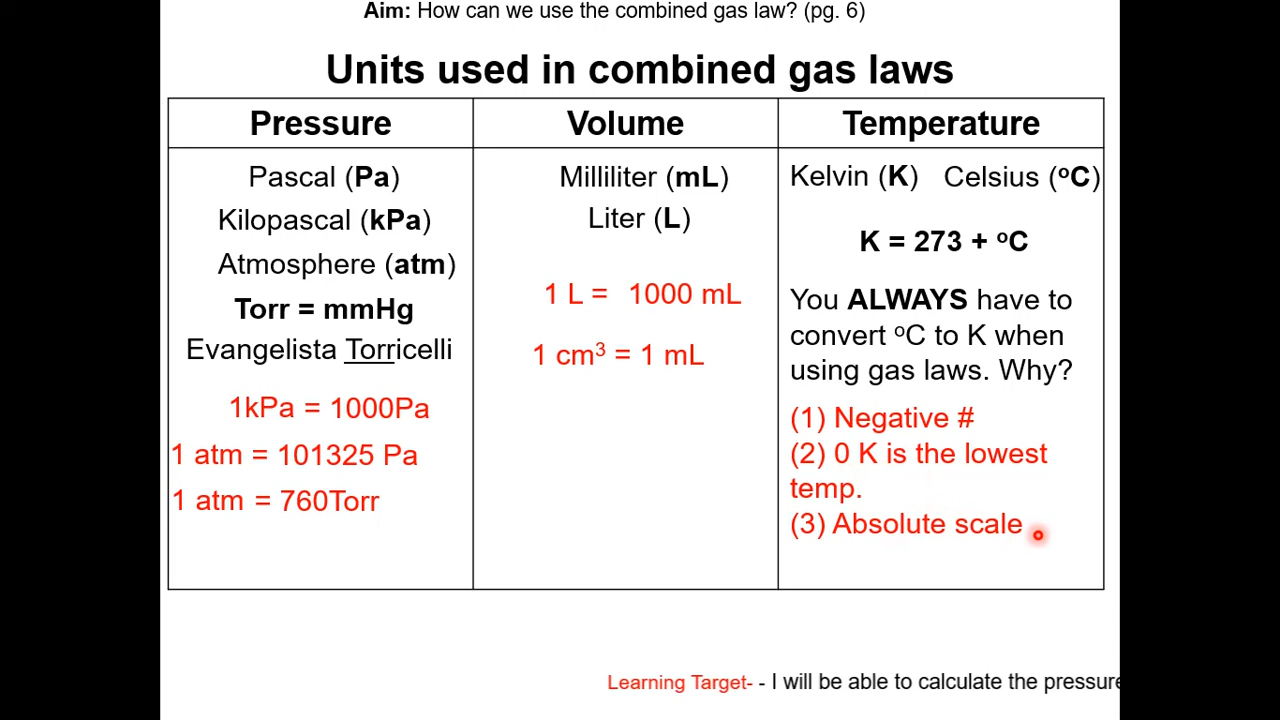 Aim: How can we use the combined gas law? (pg. 6)
Units used in combined gas laws
Pressure
Volume
Temperature
Pascal (Pa)
Kilopascal (kPa)
Atmosphere (atm)
Torr = mmHg
Evangelista Torricelli
1kPa = 1000Pa
1 atm = 101325 Pa
1 atm = 760Torr
Milliliter (mL)
Liter (L)
1 L = 1000 mL
1 cm³ = 1 mL
Kelvin (K) Celsius (ºC)
K = 273 + ºC
You ALWAYS have to
convert ºC to K when
using gas laws. Why?
(1) Negative #
(2) 0 K is the lowest
temp.
(3) Absolute scale
Learning Target- - I will be able to calculate the pressure